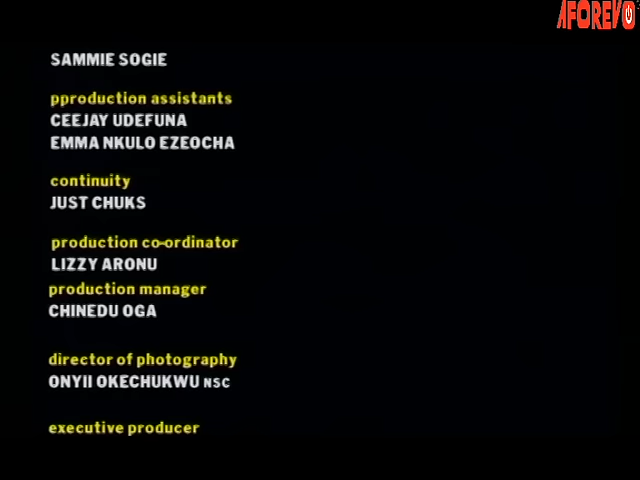 AFOREVO
SAMMIE SOGIE
pproduction assistants
CEEJAY UDEFUNA
EMMA NKULO EZEOCHA
continuity
JUST CHUKS
production co-ordinator
LIZZY ARONU
production manager
CHINEDU OGA
director of photography
ONYII OKECHUKWU NSC
executive producer